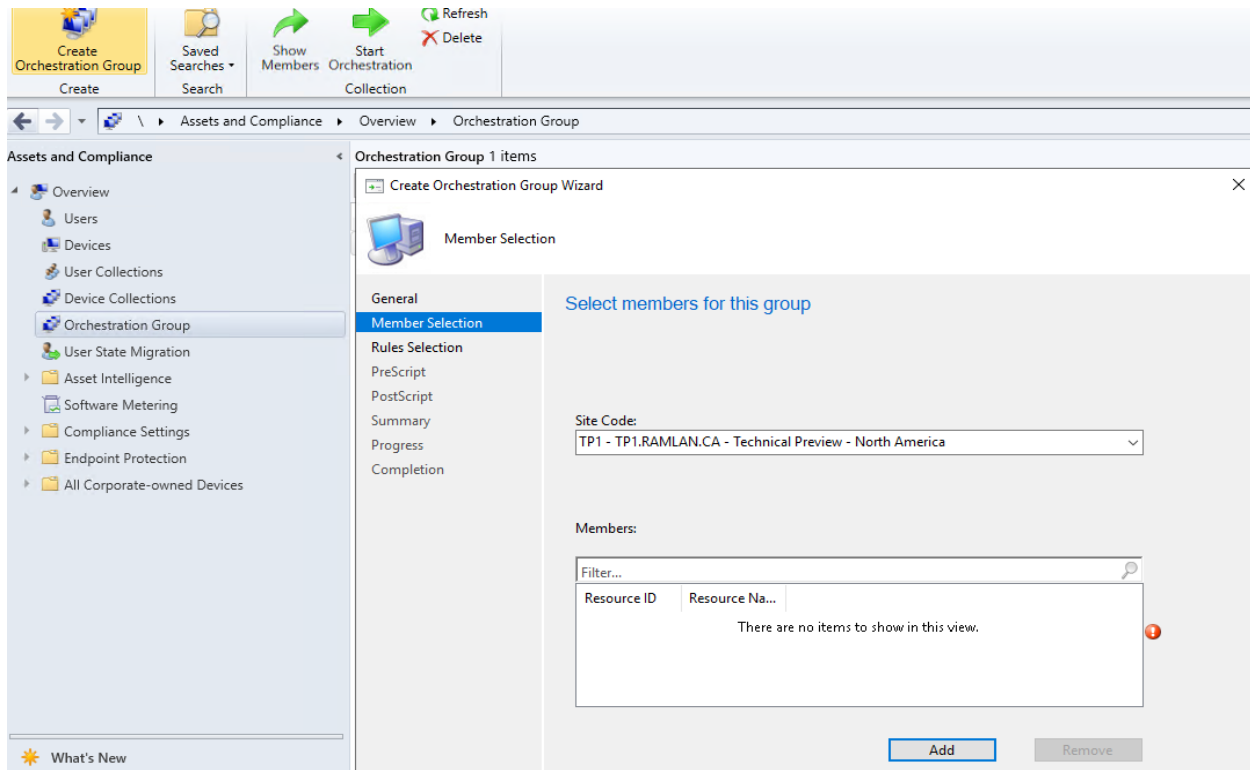 Create
Orchestration Group
Saved
Searches
Show
Members
Start
Orchestration
Refresh
Delete
Create
Search
Collection
\ Assets and Compliance Overview Orchestration Group
Assets and Compliance
Overview
Users
Devices
User Collections
Device Collections
Orchestration Group
User State Migration
Asset Intelligence
Software Metering
Compliance Settings
Endpoint Protection
All Corporate-owned Devices
What's New
Orchestration Group 1 items
Create Orchestration Group Wizard
Member Selection
General
Member Selection
Rules Selection
PreScript
PostScript
Summary
Progress
Completion
Select members for this group
Site Code:
TP1 - TP1.RAMLAN.CA - Technical Preview - North America
Members:
Filter...
Resource ID Resource Na...
There are no items to show in this view.
Add Remove